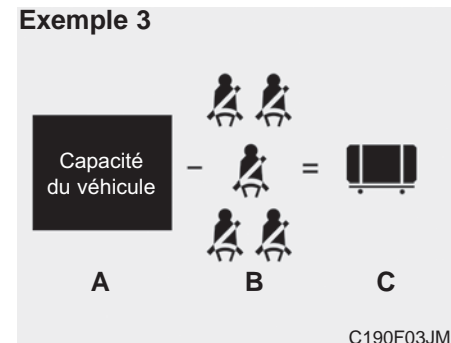 Exemple 3
Capacité
du véhicule
– =
A B C
C190F03JM